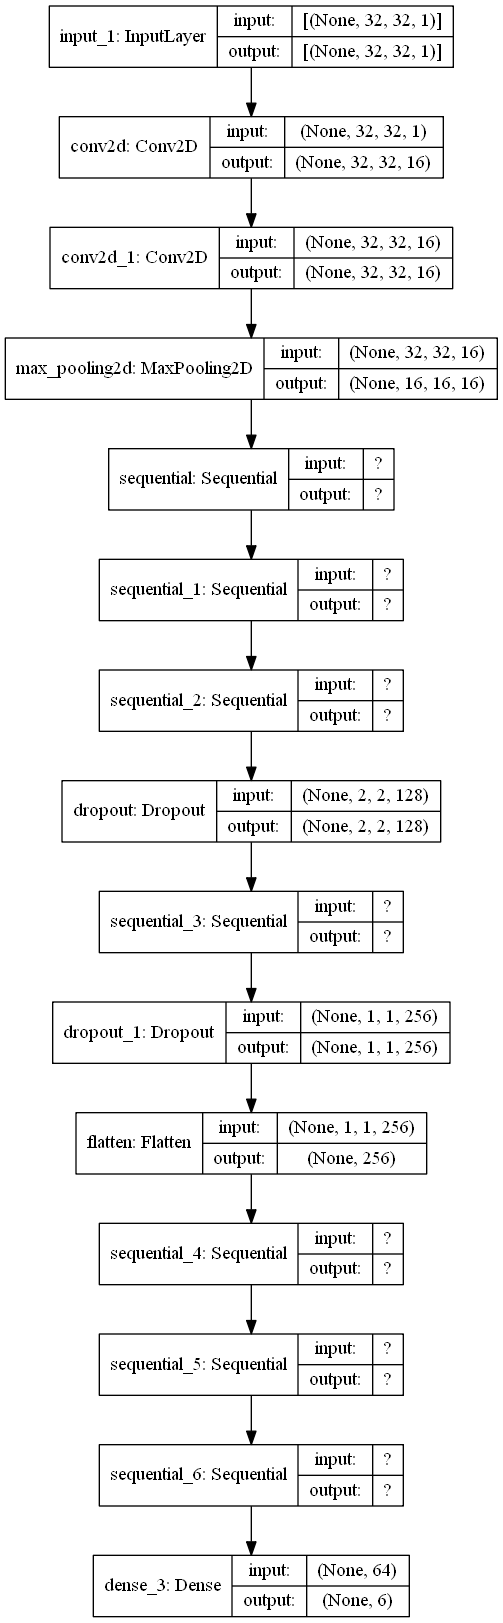 input_1: InputLayer
input: [(None, 32, 32, 1)]
output: [(None, 32, 32, 1)]
conv2d: Conv2D
input: (None, 32, 32, 1)
output: (None, 32, 32, 16)
conv2d_1: Conv2D
input: (None, 32, 32, 16)
output: (None, 32, 32, 16)
max_pooling2d: MaxPooling2D
input: (None, 32, 32, 16)
output: (None, 16, 16, 16)
sequential: Sequential
input: ?
output: ?
sequential_1: Sequential
input: ?
output: ?
sequential_2: Sequential
input: ?
output: ?
dropout: Dropout
input: (None, 2, 2, 128)
output: (None, 2, 2, 128)
sequential_3: Sequential
input: ?
output: ?
dropout_1: Dropout
input: (None, 1, 1, 256)
output: (None, 1, 1, 256)
flatten: Flatten
input: (None, 1, 1, 256)
output: (None, 256)
sequential_4: Sequential
input: ?
output: ?
sequential_5: Sequential
input: ?
output: ?
sequential_6: Sequential
input: ?
output: ?
dense_3: Dense
input: (None, 64)
output: (None, 6)